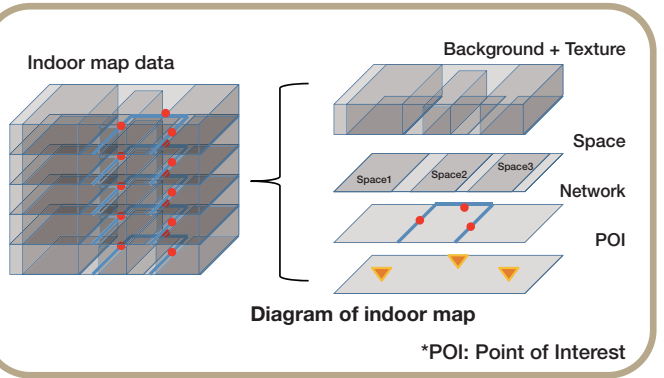 Indoor map data
Background + Texture
Space
Space1 Space2 Space3
Network
POI
Diagram of indoor map
*POI: Point of Interest